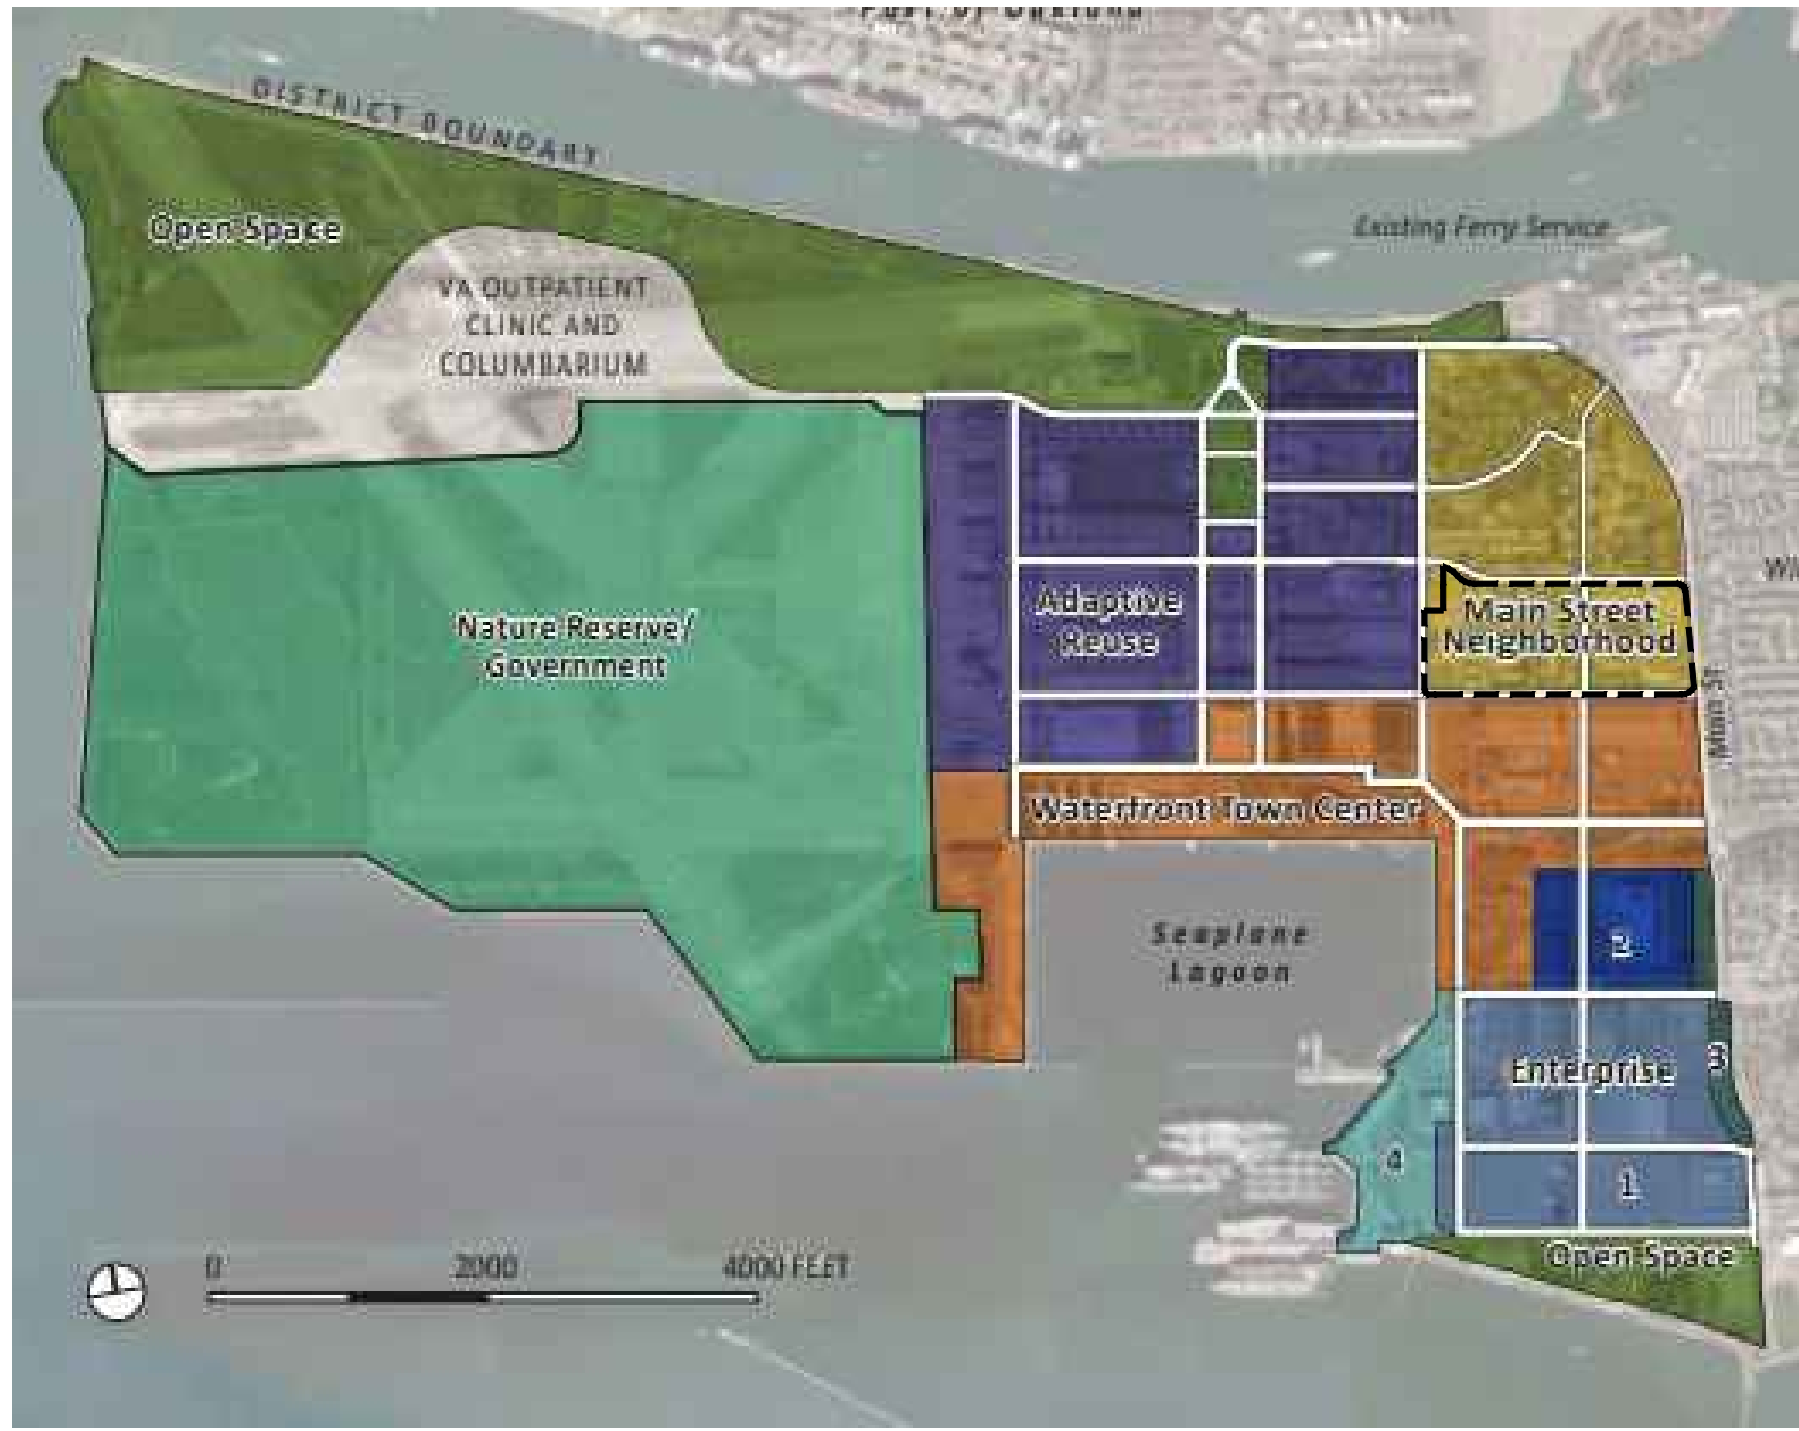 Port of Oakland
DISTRICT BOUNDARY
Open Space
Existing Ferry Service
VA OUTPATIENT
CLINIC AND
COLUMBARIUM
Nature Reserve/
Government
Adaptive
Reuse
Main Street
Neighborhood
Main ST
Waterfront Town Center
Seaplane
Lagoon
2
Enterprise
3
4
1
Open Space
0 2000 4000 FEET